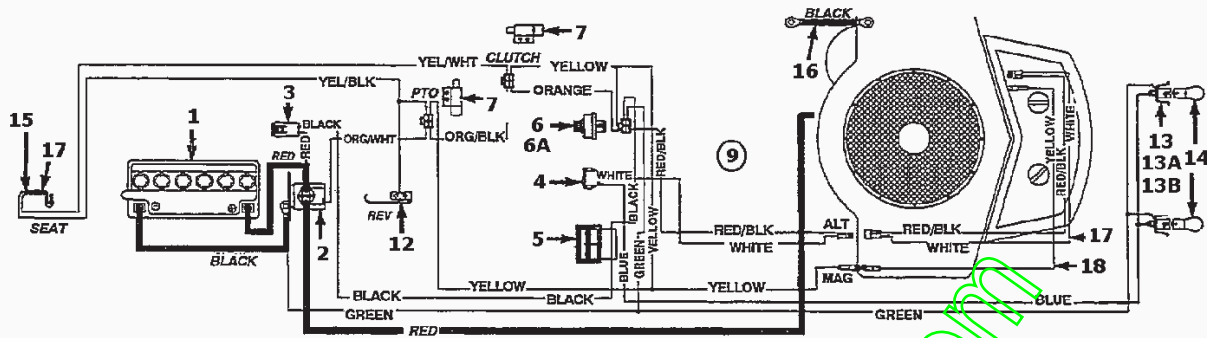 BLACK
7
YEL/WHT
CLUTCH
YELLOW
16
YEL/BLK
PTO
ORANGE
7
15
17
1
3
BLACK
ORG/WHT
ORG/BLK
6
6A
RED
RED
RED/BLK
9
YELLOW
RED/BLK
WHITE
13
13A
13B
14
4
WHITE
BLACK
SEAT
2
REV
12
5
RED/BLK
WHITE
ALT
RED/BLK
WHITE
17
BLACK
BLUE
GREEN
YELLOW
MAG
18
YELLOW
YELLOW
BLACK
BLACK
BLUE
GREEN
GREEN
RED
om